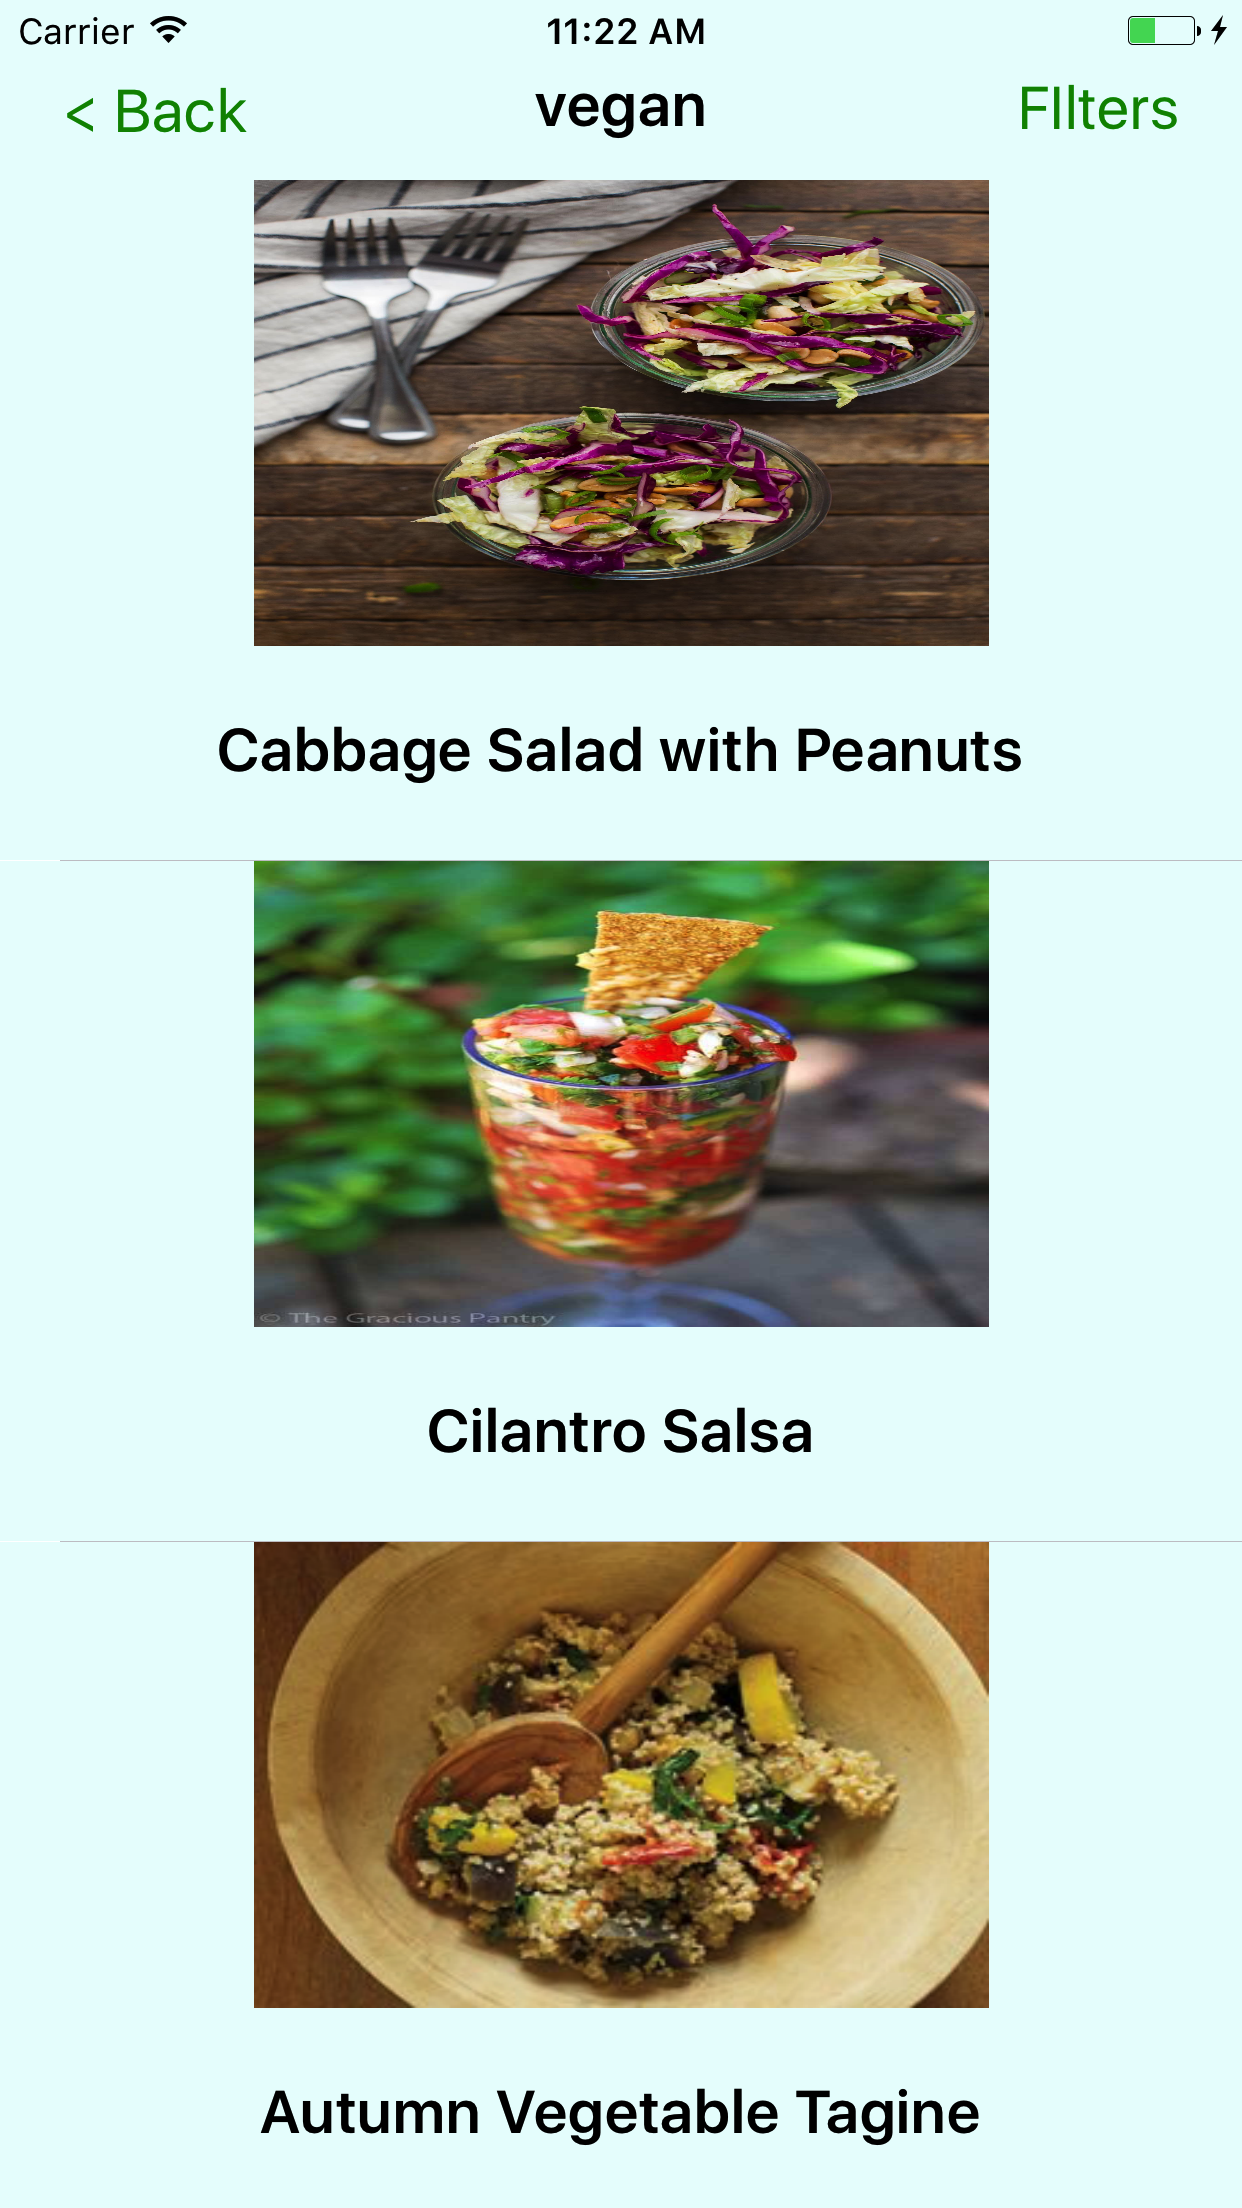 Carrier
11:22 AM
< Back
vegan
FIlters
Cabbage Salad with Peanuts
© The Gracious Pantry
Cilantro Salsa
Autumn Vegetable Tagine